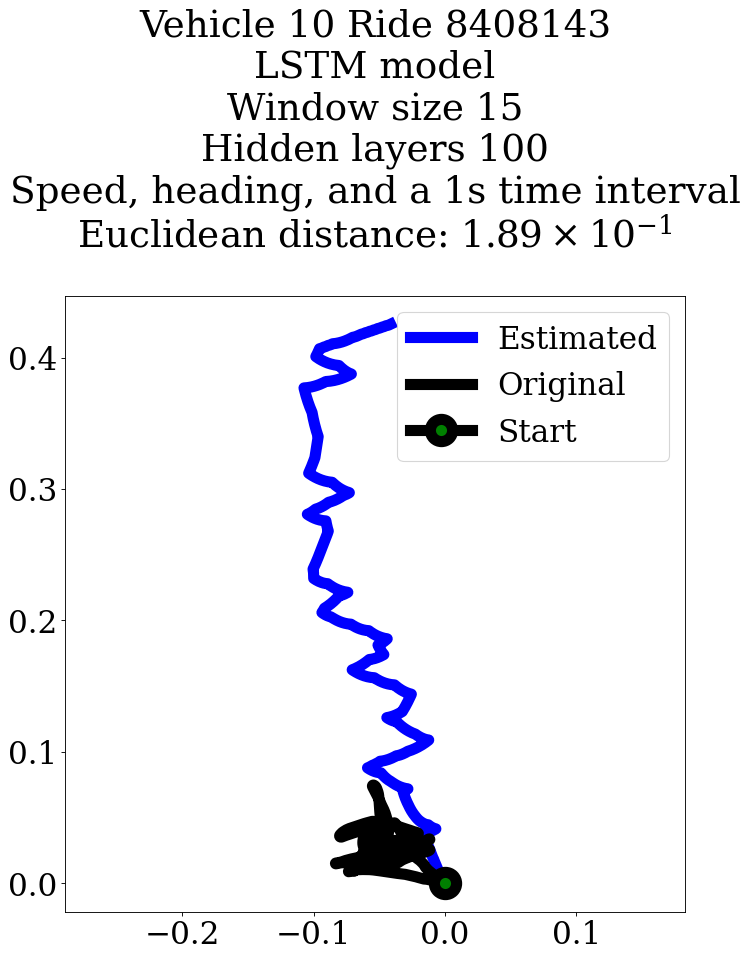 Vehicle 10 Ride 8408143
LSTM model
Window size 15
Hidden layers 100
Speed, heading, and a 1s time interval
Euclidean distance: 1.89 × 10⁻¹
Estimated
Original
Start
0.4
0.3
0.2
0.1
0.0
−0.2 −0.1 0.0 0.1